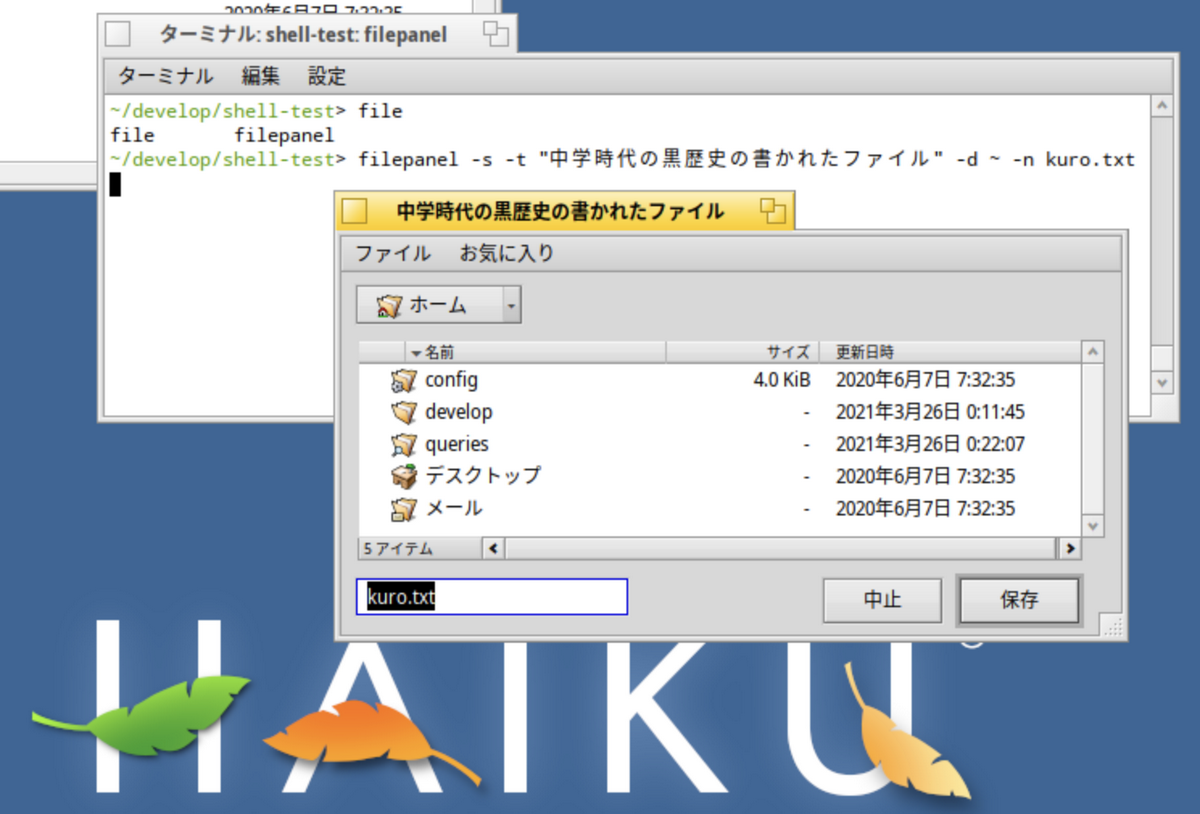 2020年6月7日 7:32:35
ターミナル: shell-test: filepanel
ターミナル 編集 設定
~/develop/shell-test> file
file filepanel
~/develop/shell-test> filepanel -s -t "中学時代の黒歴史の書かれたファイル" -d ~ -n kuro.txt
中学時代の黒歴史の書かれたファイル
ファイル お気に入り
ホーム
名前 サイズ 更新日時
config 4.0 KiB 2020年6月7日 7:32:35
develop - 2021年3月26日 0:11:45
queries - 2021年3月26日 0:22:07
デスクトップ - 2020年6月7日 7:32:35
メール - 2020年6月7日 7:32:35
5 アイテム
kuro.txt 中止 保存
HAIKU